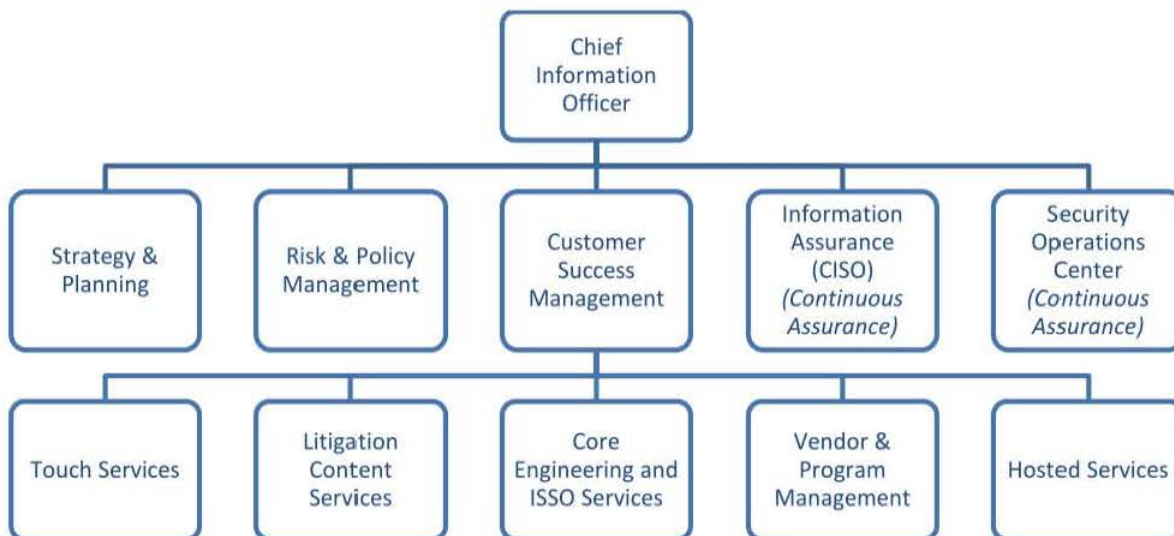 Chief
Information
Officer
Strategy &
Planning
Risk & Policy
Management
Customer
Success
Management
Information
Assurance
(CISO)
(Continuous
Assurance)
Security
Operations
Center
(Continuous
Assurance)
Touch Services
Litigation
Content
Services
Core
Engineering and
ISSO Services
Vendor &
Program
Management
Hosted Services